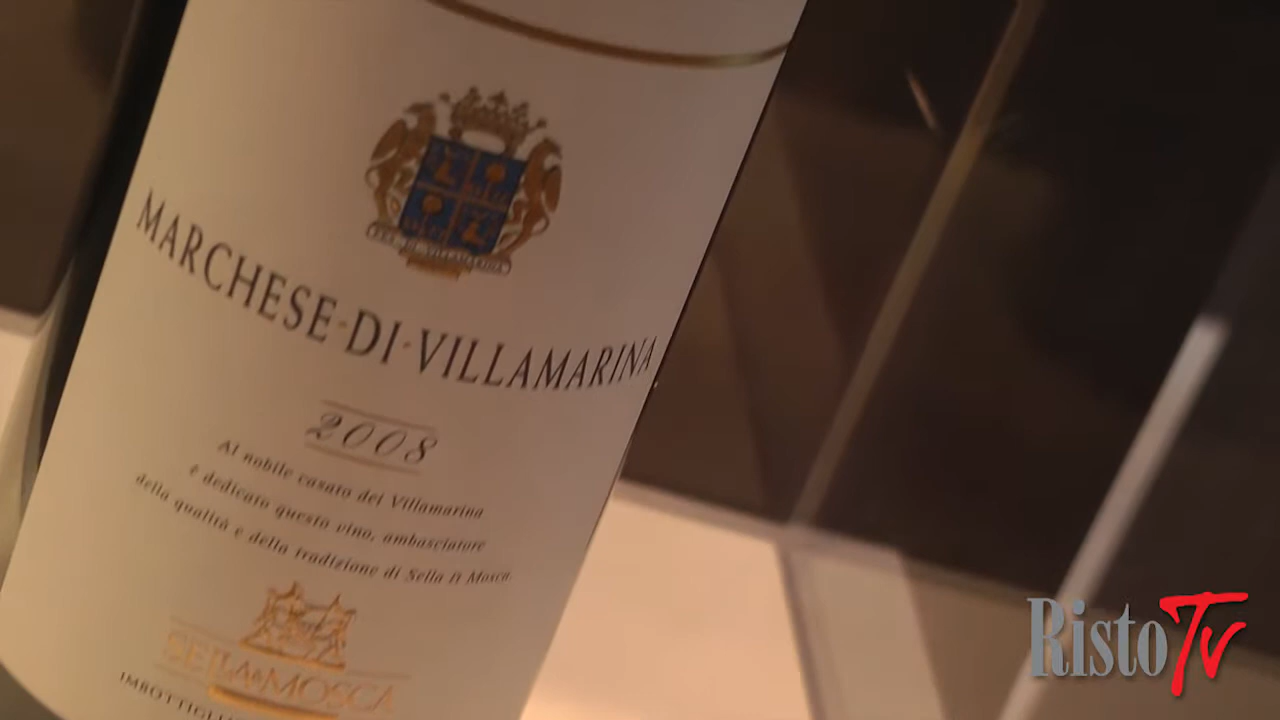 MARCHESE·DI·VILLAMARINA
2008
Al nobile casato dei Villamarina
è dedicato questo vino, ambasciatore
della qualità e della tradizione di Sella & Mosca.
SELLA&MOSCA
RistoTV